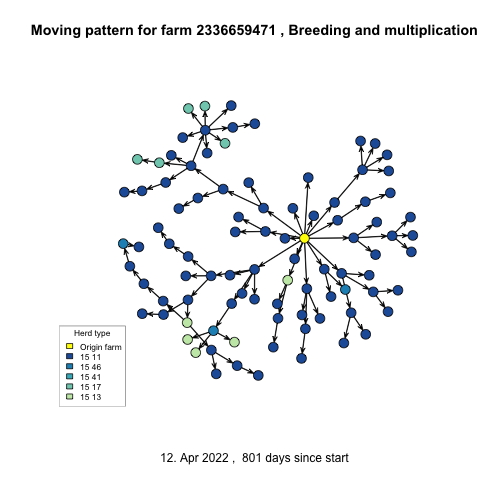 Moving pattern for farm 2336659471 , Breeding and multiplication
Herd type
Origin farm
15 11
15 46
15 41
15 17
15 13
12. Apr 2022 , 801 days since start